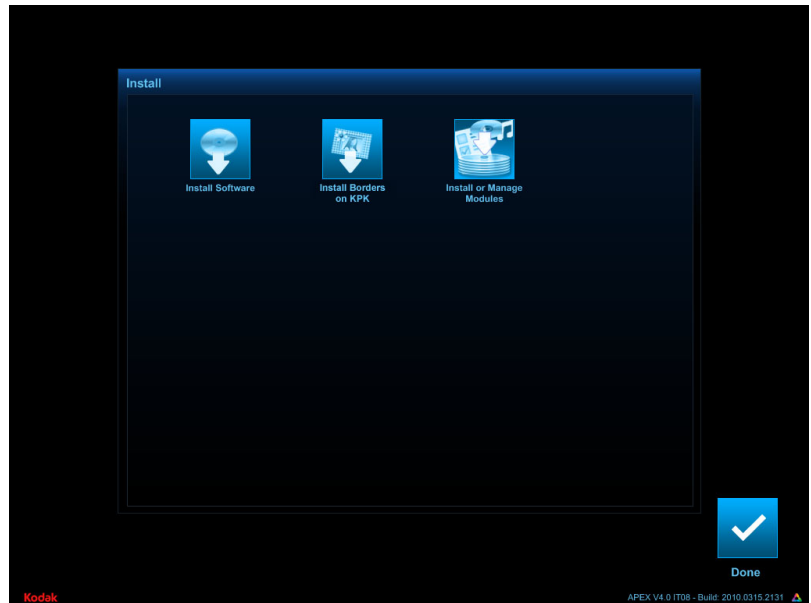 Install
Install Software
Install Borders
on KPK
Install or Manage
Modules
Done
Kodak
APEX V4.0 IT08 - Build: 2010.0315.2131